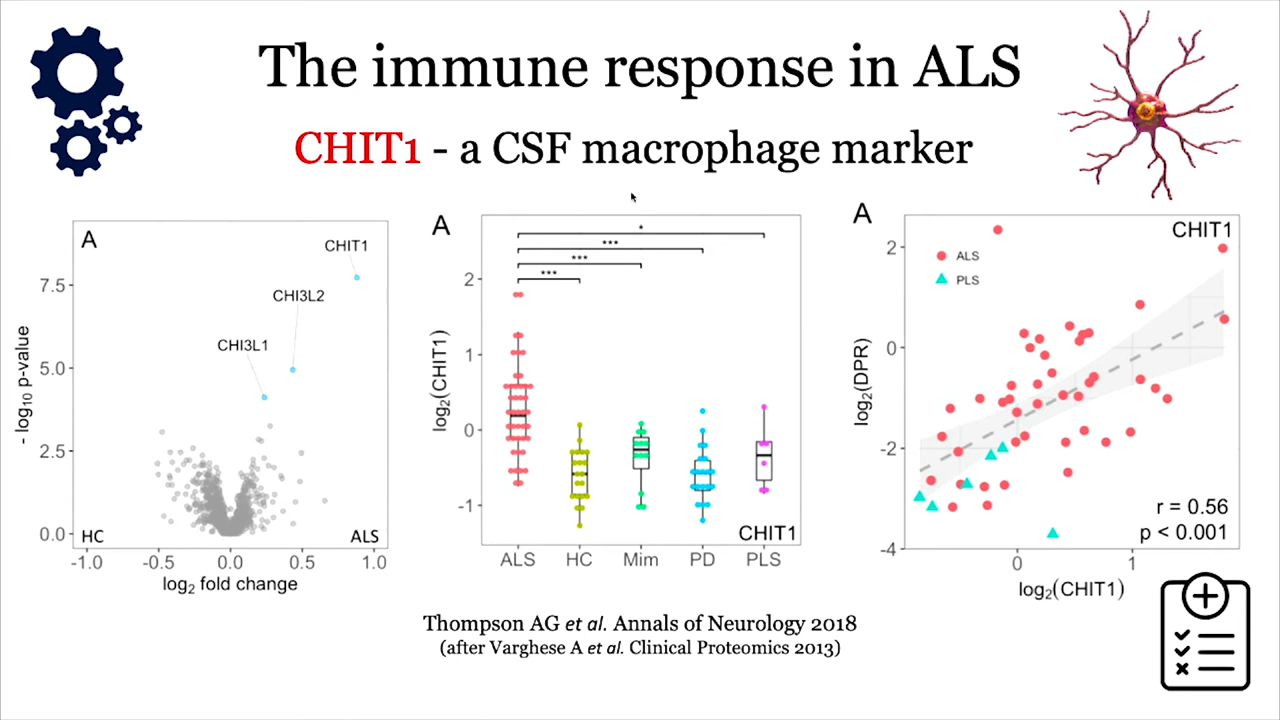 The immune response in ALS
CHIT1 - a CSF macrophage marker
A
CHIT1
CHI3L2
CHI3L1
7.5
5.0
2.5
0.0
- log10 p-value
HC
ALS
-1.0
-0.5
0.0
0.5
1.0
log2 fold change
A
*
***
***
***
2
1
0
-1
log2(CHIT1)
CHIT1
ALS
HC
Mim
PD
PLS
A
CHIT1
ALS
PLS
2
0
-2
-4
log2(DPR)
r = 0.56
p < 0.001
0
1
log2(CHIT1)
Thompson AG et al. Annals of Neurology 2018
(after Varghese A et al. Clinical Proteomics 2013)